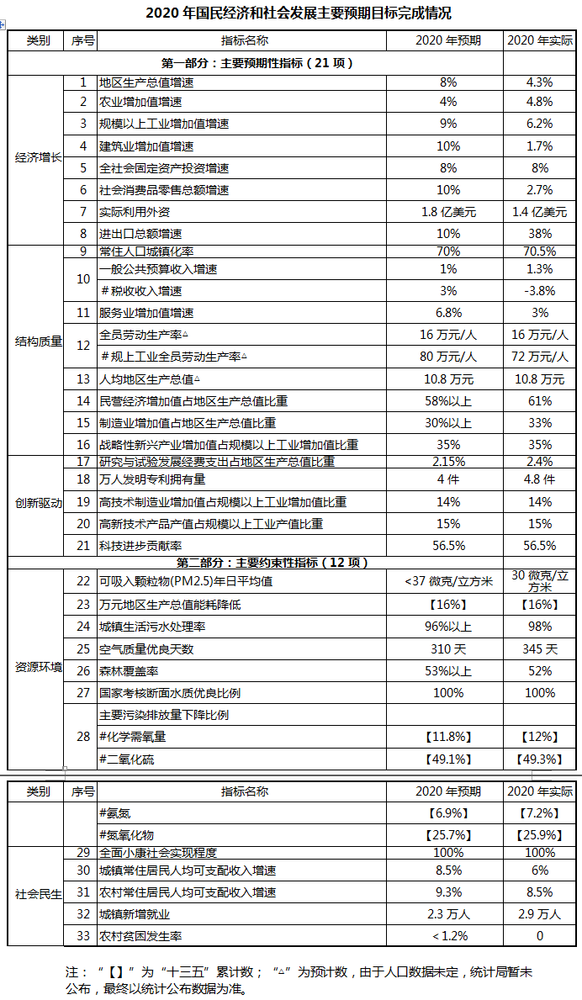 2020 年国民经济和社会发展主要预期目标完成情况
类别 序号 指标名称 2020 年预期 2020 年实际
第一部分：主要预期性指标（21 项）
经济增长
1 地区生产总值增速 8% 4.3%
2 农业增加值增速 4% 4.8%
3 规模以上工业增加值增速 9% 6.2%
4 建筑业增加值增速 10% 1.7%
5 全社会固定资产投资增速 8% 8%
6 社会消费品零售总额增速 10% 2.7%
7 实际利用外资 1.8 亿美元 1.4 亿美元
8 进出口总额增速 10% 38%
结构质量
9 常住人口城镇化率 70% 70.5%
10 一般公共预算收入增速 1% 1.3%
＃税收收入增速 3% -3.8%
11 服务业增加值增速 6.8% 3%
12 全员劳动生产率△ 16 万元/人 16 万元/人
＃规上工业全员劳动生产率△ 80 万元/人 72 万元/人
13 人均地区生产总值△ 10.8 万元 10.8 万元
14 民营经济增加值占地区生产总值比重 58%以上 61%
15 制造业增加值占地区生产总值比重 30%以上 33%
16 战略性新兴产业增加值占规模以上工业增加值比重 35% 35%
创新驱动
17 研究与试验发展经费支出占地区生产总值比重 2.15% 2.4%
18 万人发明专利拥有量 4 件 4.8 件
19 高技术制造业增加值占规模以上工业增加值比重 14% 14%
20 高新技术产品产值占规模以上工业产值比重 15% 15%
21 科技进步贡献率 56.5% 56.5%
第二部分：主要约束性指标（12 项）
资源环境
22 可吸入颗粒物(PM2.5)年日平均值 <37 微克/立方米 30 微克/立
方米
23 万元地区生产总值能耗降低 【16%】 【16%】
24 城镇生活污水处理率 96%以上 98%
25 空气质量优良天数 310 天 345 天
26 森林覆盖率 53%以上 52%
27 国家考核断面水质优良比例 100% 100%
28 主要污染排放量下降比例
#化学需氧量 【11.8%】 【12%】
#二氧化硫 【49.1%】 【49.3%】
类别 序号 指标名称 2020 年预期 2020 年实际
#氨氮 【6.9%】 【7.2%】
#氮氧化物 【25.7%】 【25.9%】
社会民生
29 全面小康社会实现程度 100% 100%
30 城镇常住居民人均可支配收入增速 8.5% 6%
31 农村常住居民人均可支配收入增速 9.3% 8.5%
32 城镇新增就业 2.3 万人 2.9 万人
33 农村贫困发生率 ＜1.2% 0
注：“【】”为“十三五”累计数；“△”为预计数，由于人口数据未定，统计局暂未
公布，最终以统计公布数据为准。